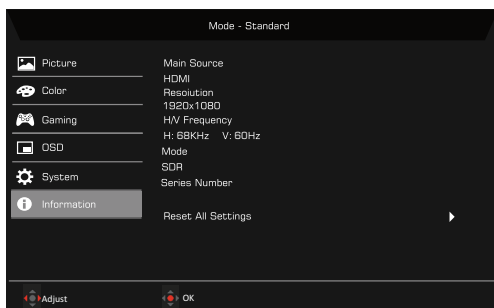 Mode - Standard
Picture
Color
Gaming
OSD
System
Information
Main Source
HDMI
Resoiution
1920x1080
H/V Frequency
H: 68KHz V: 60Hz
Mode
SDR
Series Number
Reset All Settings
Adjust
OK